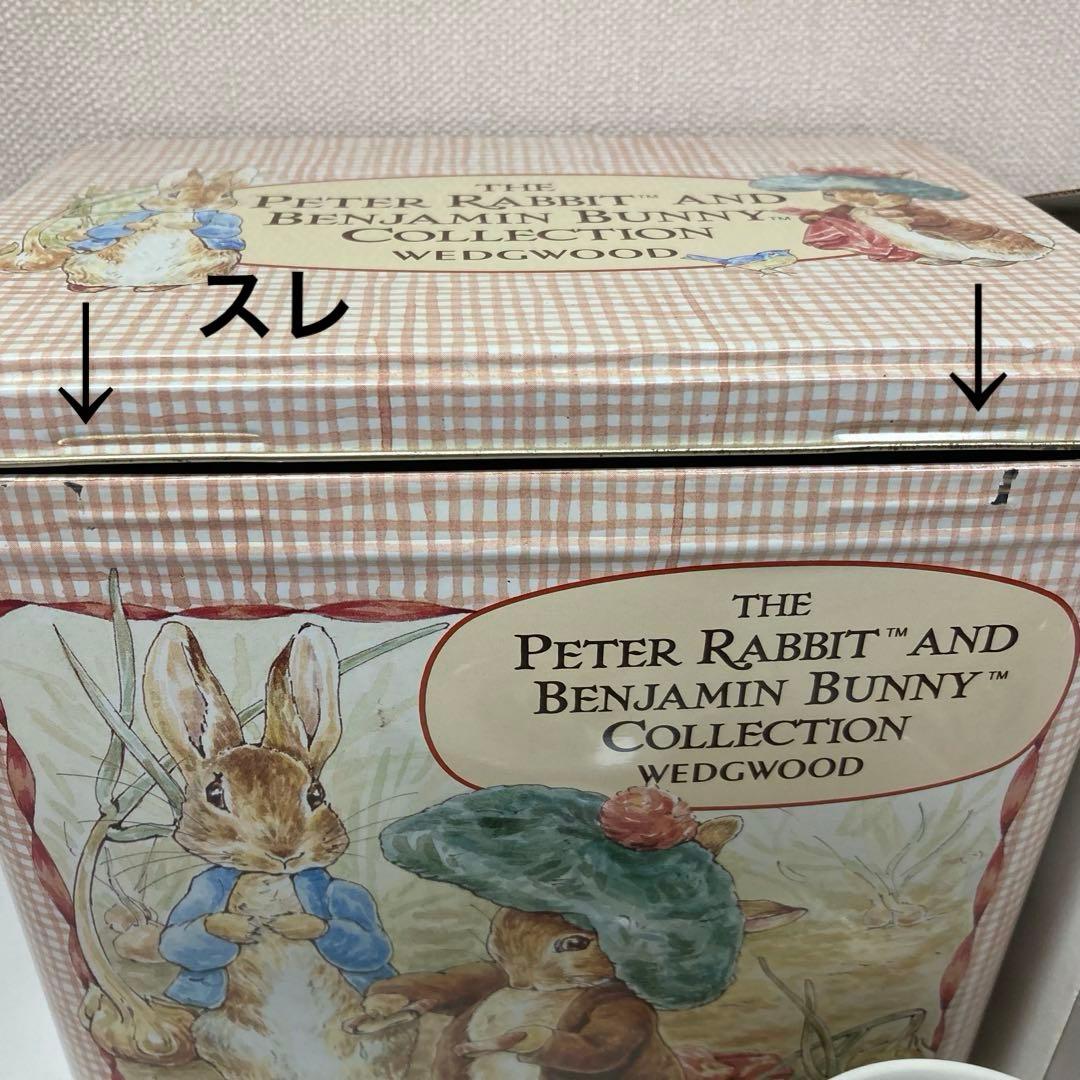 THE
PETER RABBIT™ AND
BENJAMIN BUNNY™
COLLECTION
WEDGWOOD
スレ
THE
PETER RABBIT™ AND
BENJAMIN BUNNY™
COLLECTION
WEDGWOOD